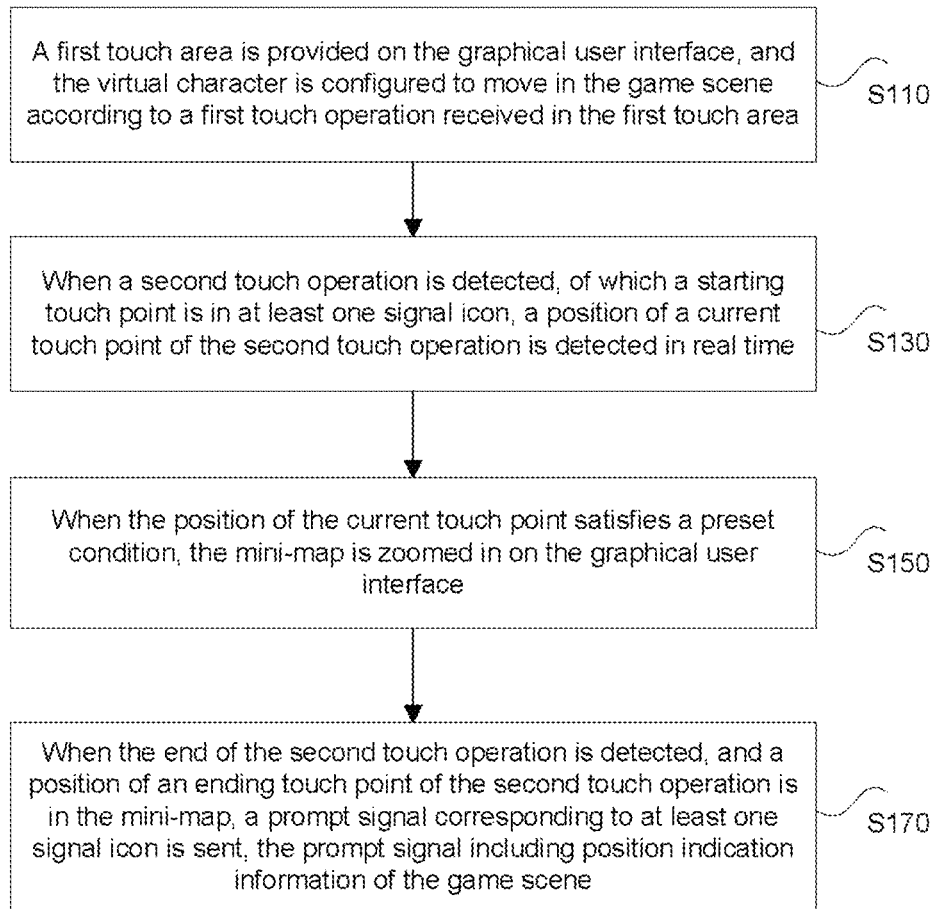 A first touch area is provided on the graphical user interface, and
the virtual character is configured to move in the game scene
according to a first touch operation received in the first touch area
S110
When a second touch operation is detected, of which a starting
touch point is in at least one signal icon, a position of a current
touch point of the second touch operation is detected in real time
S130
When the position of the current touch point satisfies a preset
condition, the mini-map is zoomed in on the graphical user
interface
S150
When the end of the second touch operation is detected, and a
position of an ending touch point of the second touch operation is
in the mini-map, a prompt signal corresponding to at least one
signal icon is sent, the prompt signal including position indication
information of the game scene
S170